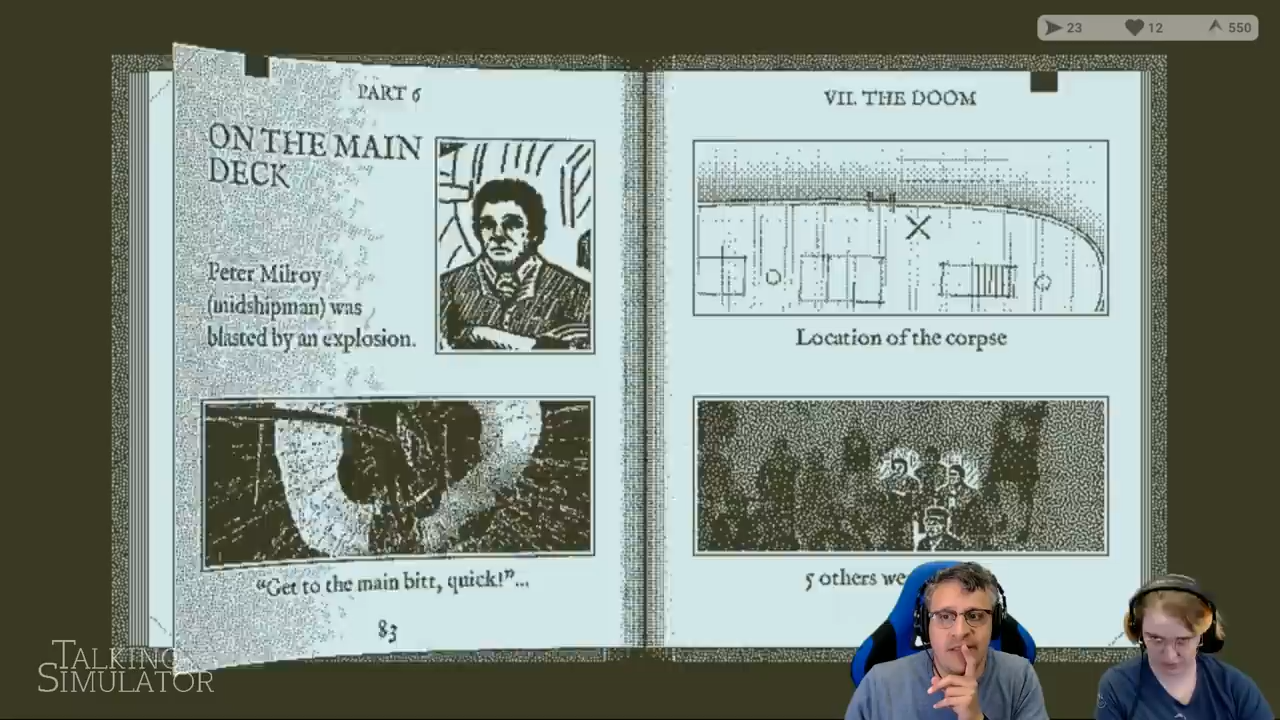 23 12 550
PART 6
ON THE MAIN
DECK
Peter Milroy
(midshipman) was
blasted by an explosion.
"Get to the main bitt, quick!"...
83
VII. THE DOOM
Location of the corpse
5 others we
TALKING
SIMULATOR